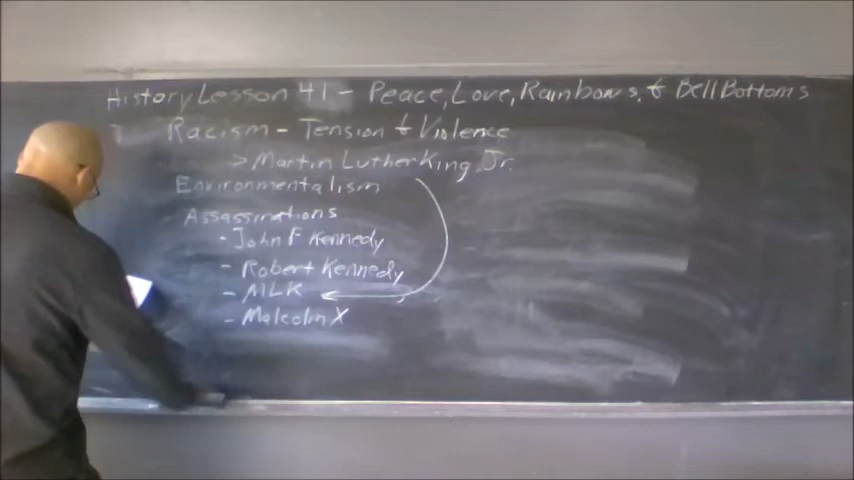 History Lesson 41 - Peace, Love, Rainbows, & Bell Bottoms
Racism - Tension & Violence
> Martin Luther King Jr.
Environmentalism
Assassinations
- John F Kennedy
- Robert Kennedy
- MLK
- Malcolm X